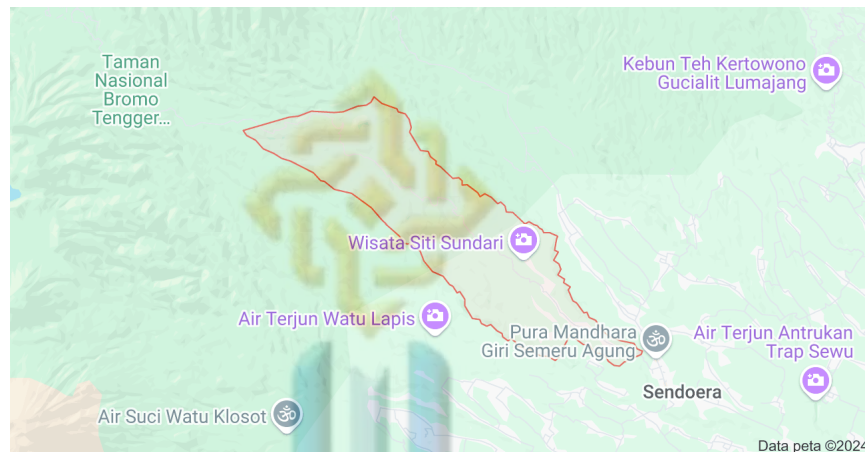 Taman
Nasional
Bromo
Tengger...
Kebun Teh Kertowono
Gucialit Lumajang
Wisata Siti Sundari
Air Terjun Watu Lapis
Pura Mandhara
Giri Semeru Agung
Air Terjun Antrukan
Trap Sewu
Sendoera
Air Suci Watu Klosot
Data peta ©2024